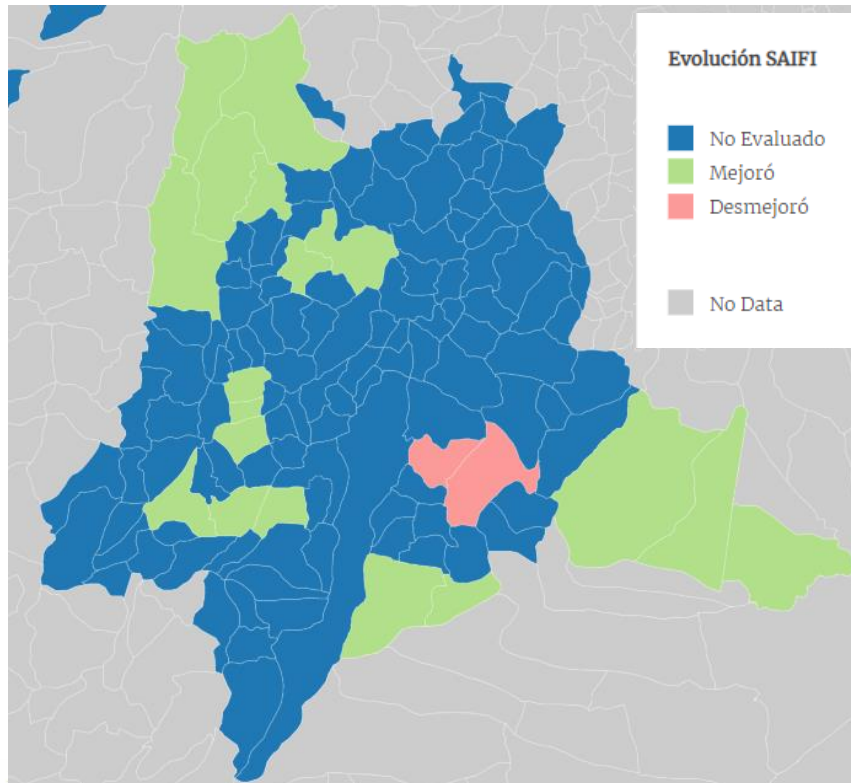 Evolución SAIFI
No Evaluado
Mejoró
Desmejoró
No Data